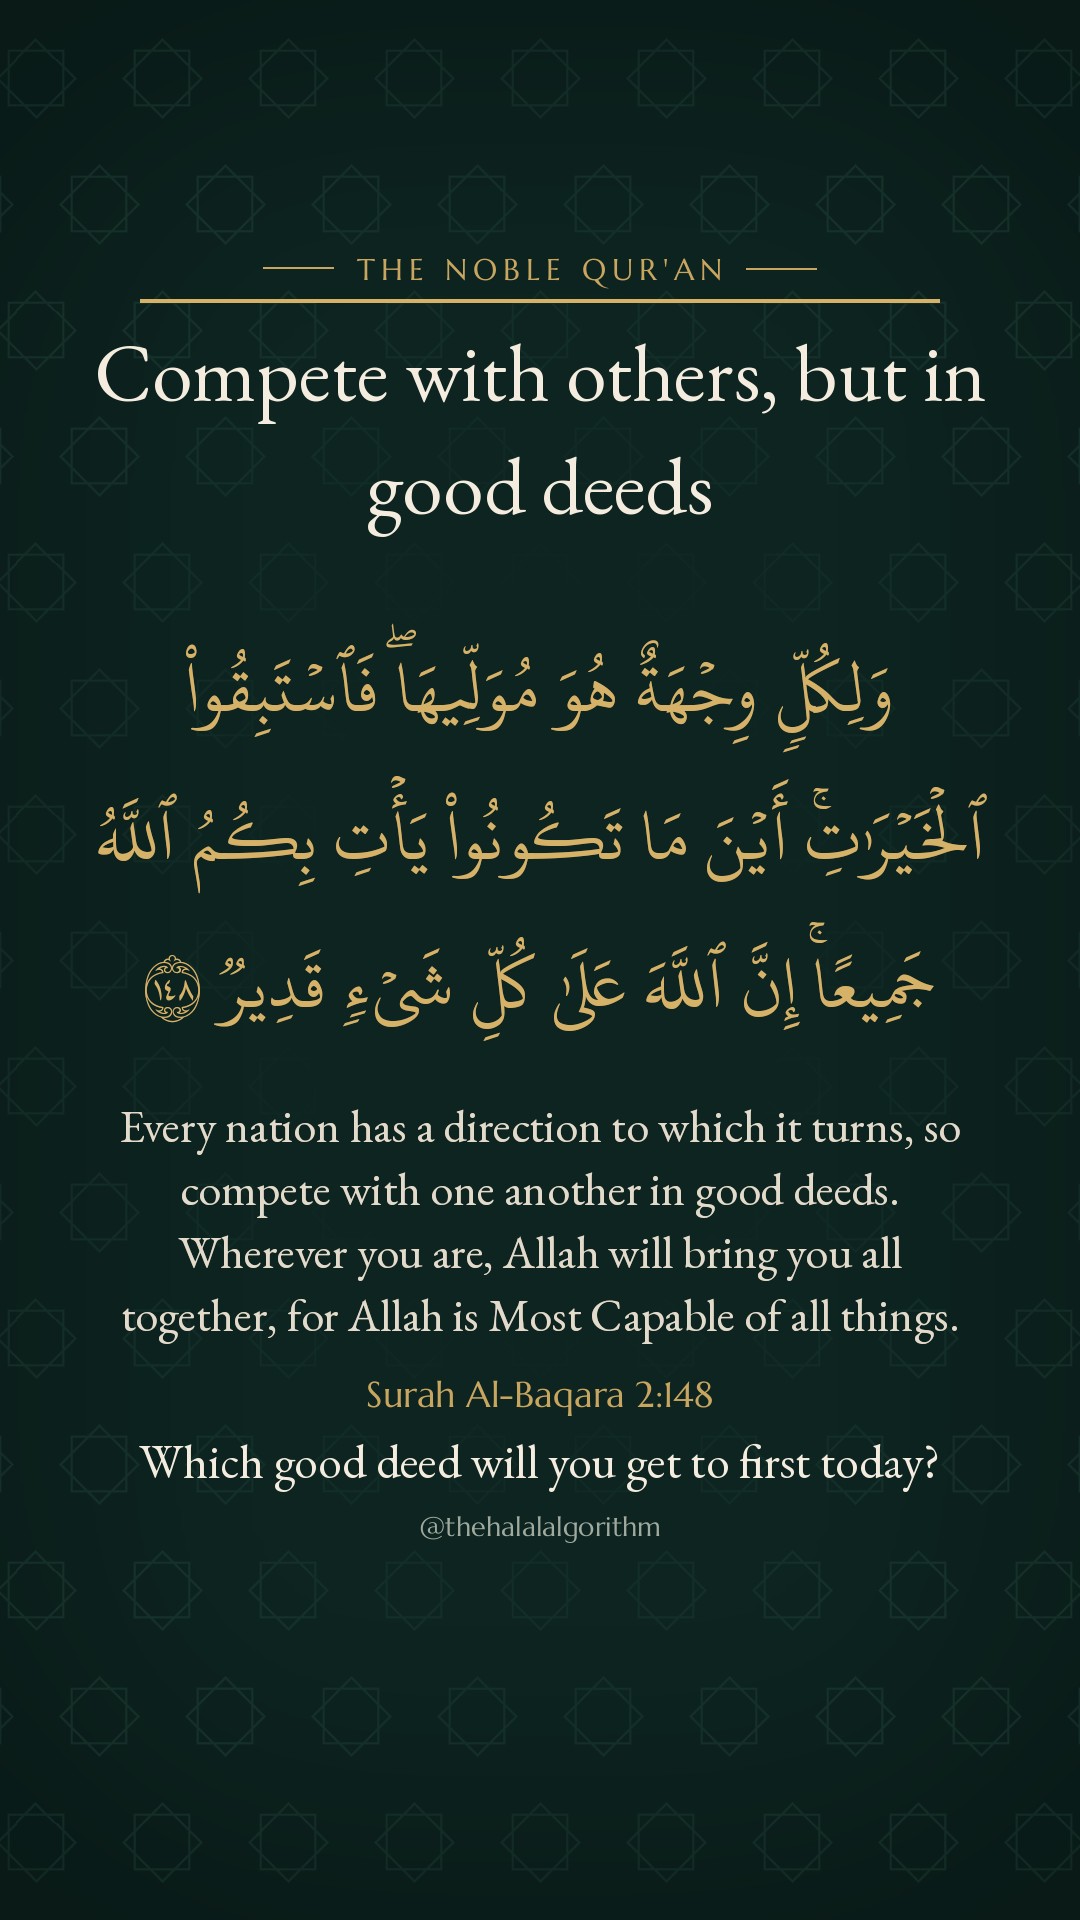 THE NOBLE QUR'AN
Compete with others, but in
good deeds
وَلِكُلٍّ وِجْهَةٌ هُوَ مُوَلِّيهَا ۖ فَٱسْتَبِقُوا۟
ٱلْخَيْرَٰتِ ۚ أَيْنَ مَا تَكُونُوا۟ يَأْتِ بِكُمُ ٱللَّهُ
جَمِيعًا ۚ إِنَّ ٱللَّهَ عَلَىٰ كُلِّ شَىْءٍ قَدِيرٌ ١٤٨
Every nation has a direction to which it turns, so
compete with one another in good deeds.
Wherever you are, Allah will bring you all
together, for Allah is Most Capable of all things.
Surah Al-Baqara 2:148
Which good deed will you get to first today?
@thehalalalgorithm